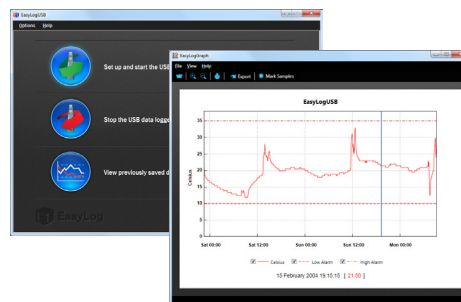 EasyLogUSB
Options Help
Set up and start the USB
Stop the USB data logge
View previously saved d
EasyLog
EasyLogGraph
File View Help
Export Mark Samples
EasyLogUSB
Celsius
35
30
25
20
15
10
5
0
Sat 00:00 Sat 12:00 Sun 00:00 Sun 12:00 Mon 00:00
Celsius Low Alarm High Alarm
15 February 2004 19:15:15 [ 21.50 ]